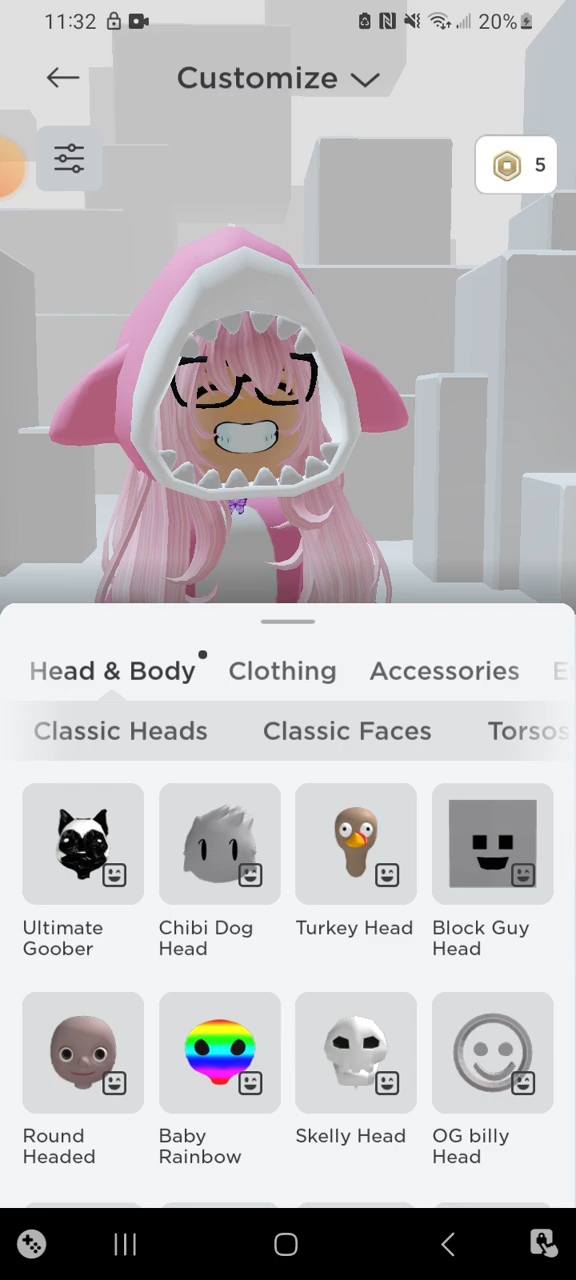 11:32
20%
Customize
5
Head & Body
Clothing
Accessories
E
Classic Heads
Classic Faces
Torsos
Ultimate
Goober
Chibi Dog
Head
Turkey Head
Block Guy
Head
Round
Headed
Baby
Rainbow
Skelly Head
OG billy
Head